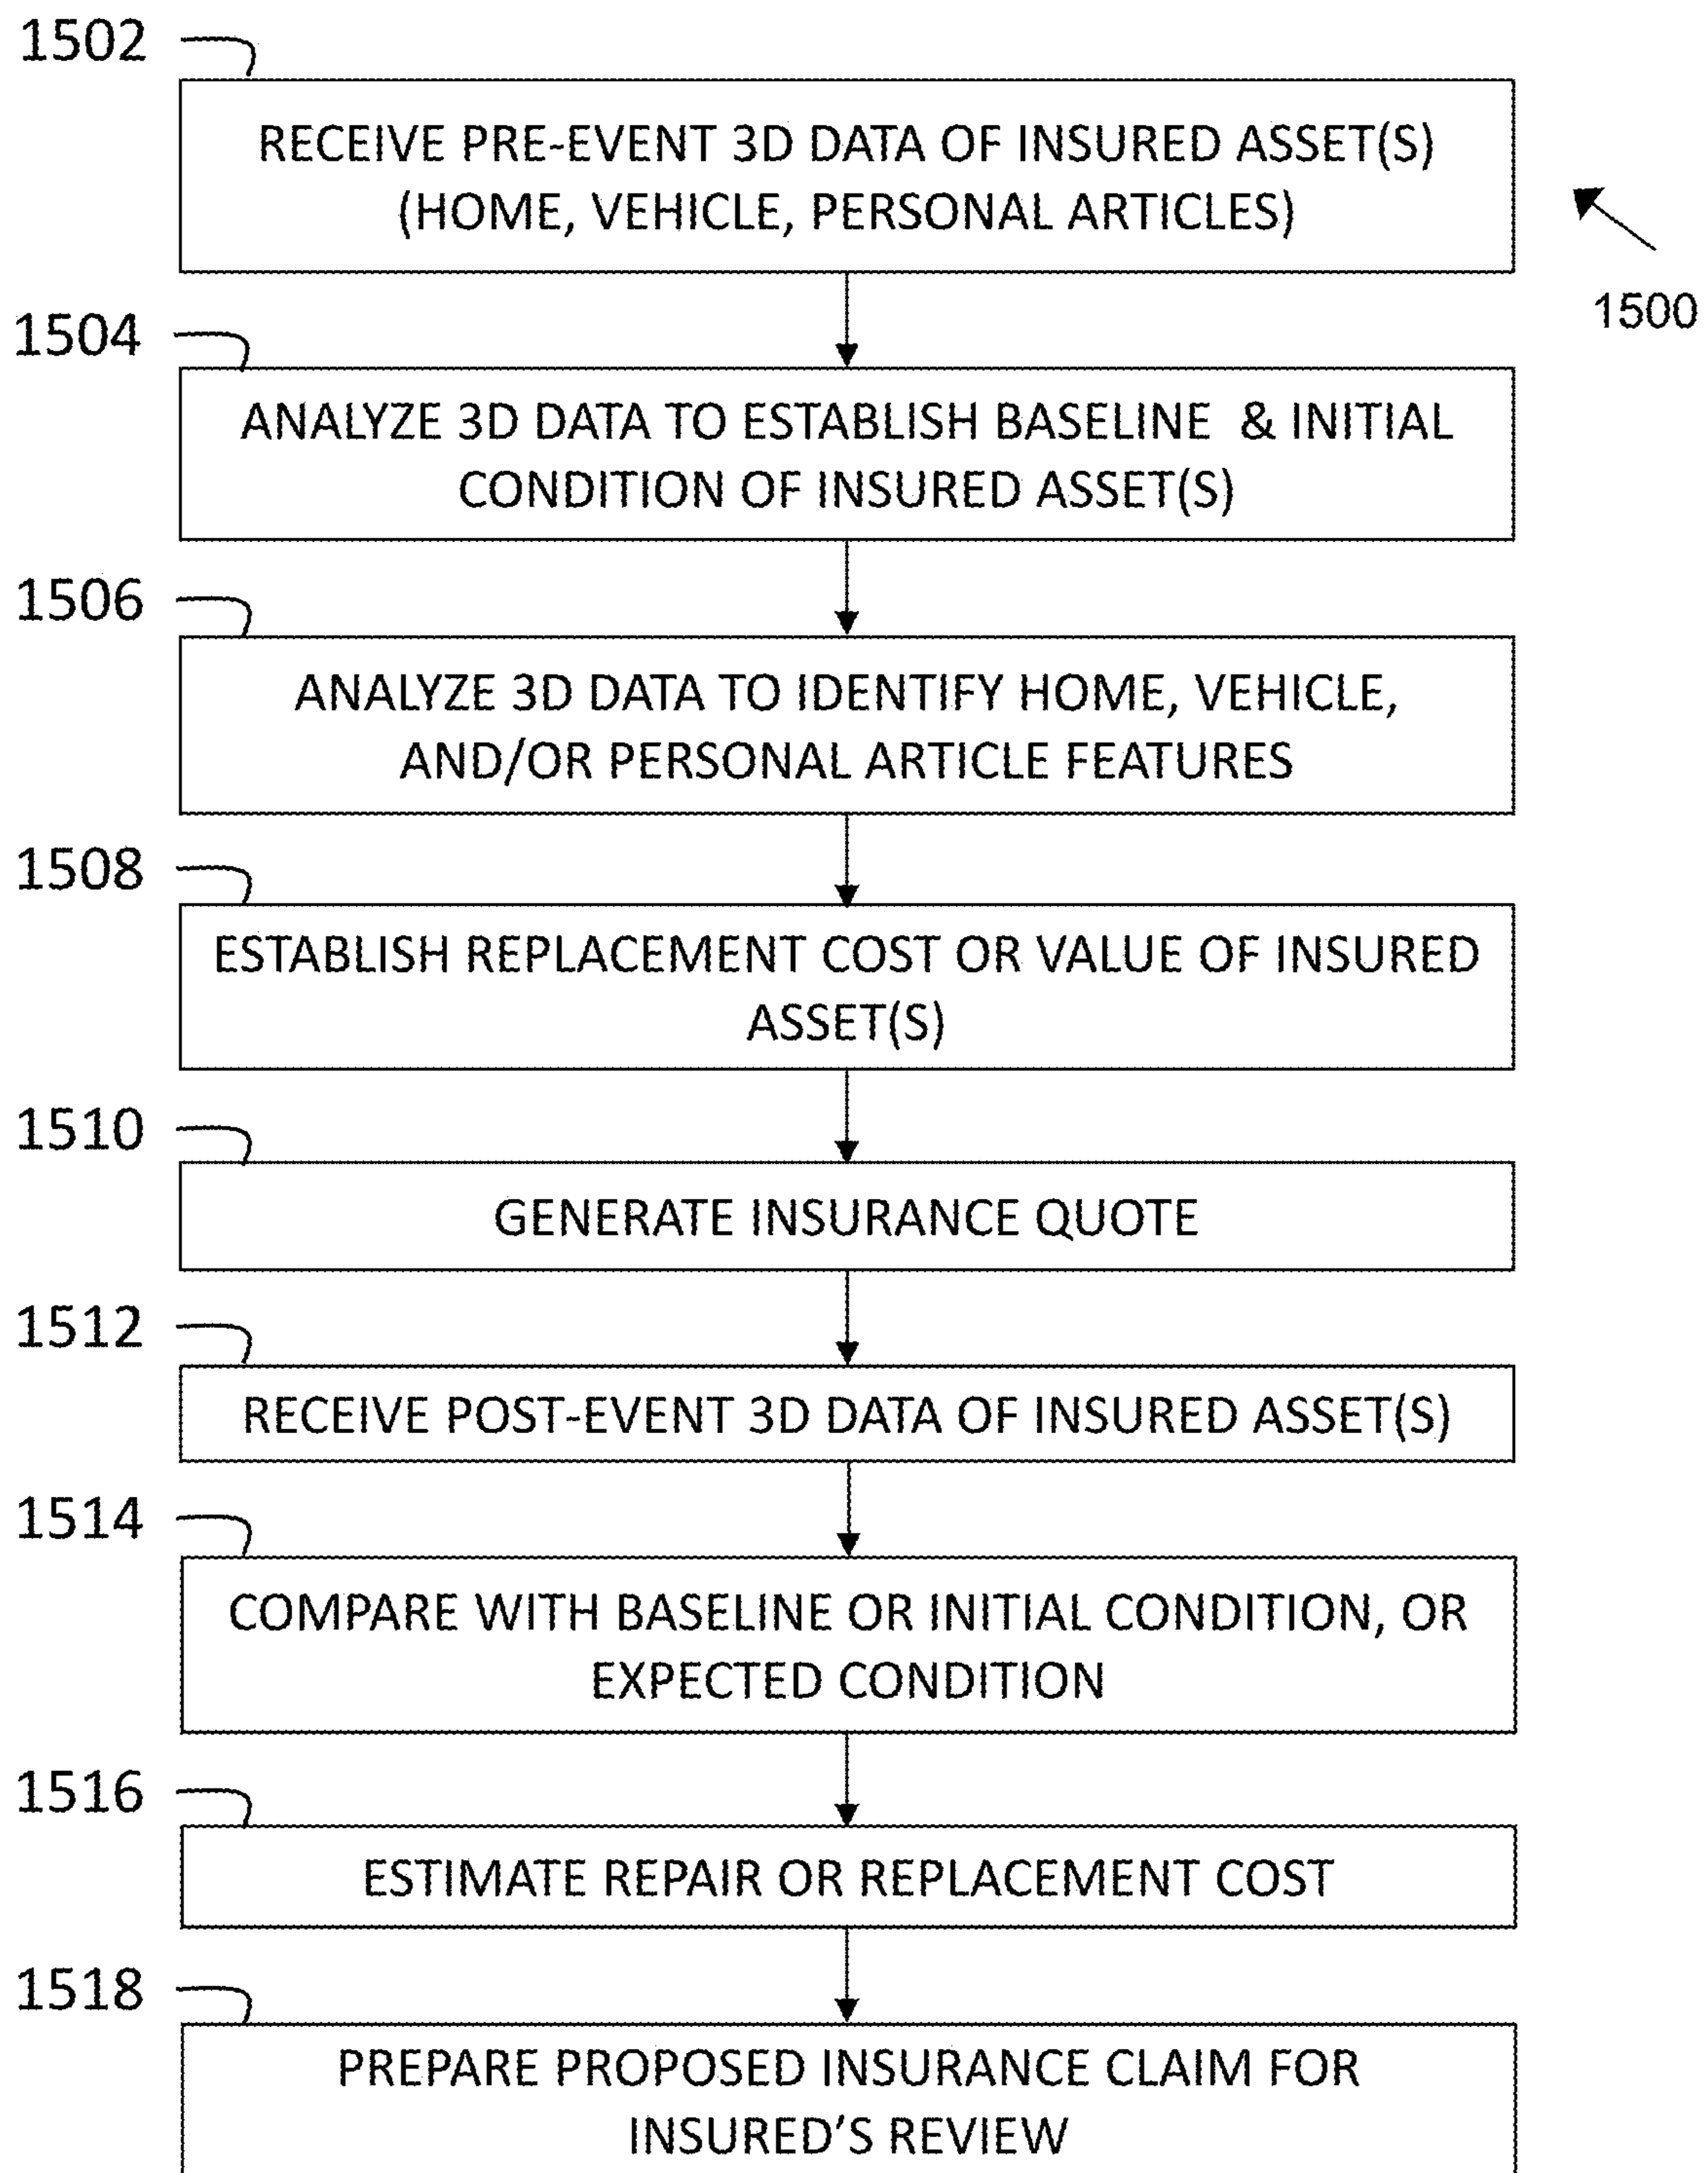 1502
RECEIVE PRE-EVENT 3D DATA OF INSURED ASSET(S)
(HOME, VEHICLE, PERSONAL ARTICLES)
1500
1504
ANALYZE 3D DATA TO ESTABLISH BASELINE & INITIAL
CONDITION OF INSURED ASSET(S)
1506
ANALYZE 3D DATA TO IDENTIFY HOME, VEHICLE,
AND/OR PERSONAL ARTICLE FEATURES
1508
ESTABLISH REPLACEMENT COST OR VALUE OF INSURED
ASSET(S)
1510
GENERATE INSURANCE QUOTE
1512
RECEIVE POST-EVENT 3D DATA OF INSURED ASSET(S)
1514
COMPARE WITH BASELINE OR INITIAL CONDITION, OR
EXPECTED CONDITION
1516
ESTIMATE REPAIR OR REPLACEMENT COST
1518
PREPARE PROPOSED INSURANCE CLAIM FOR
INSURED'S REVIEW